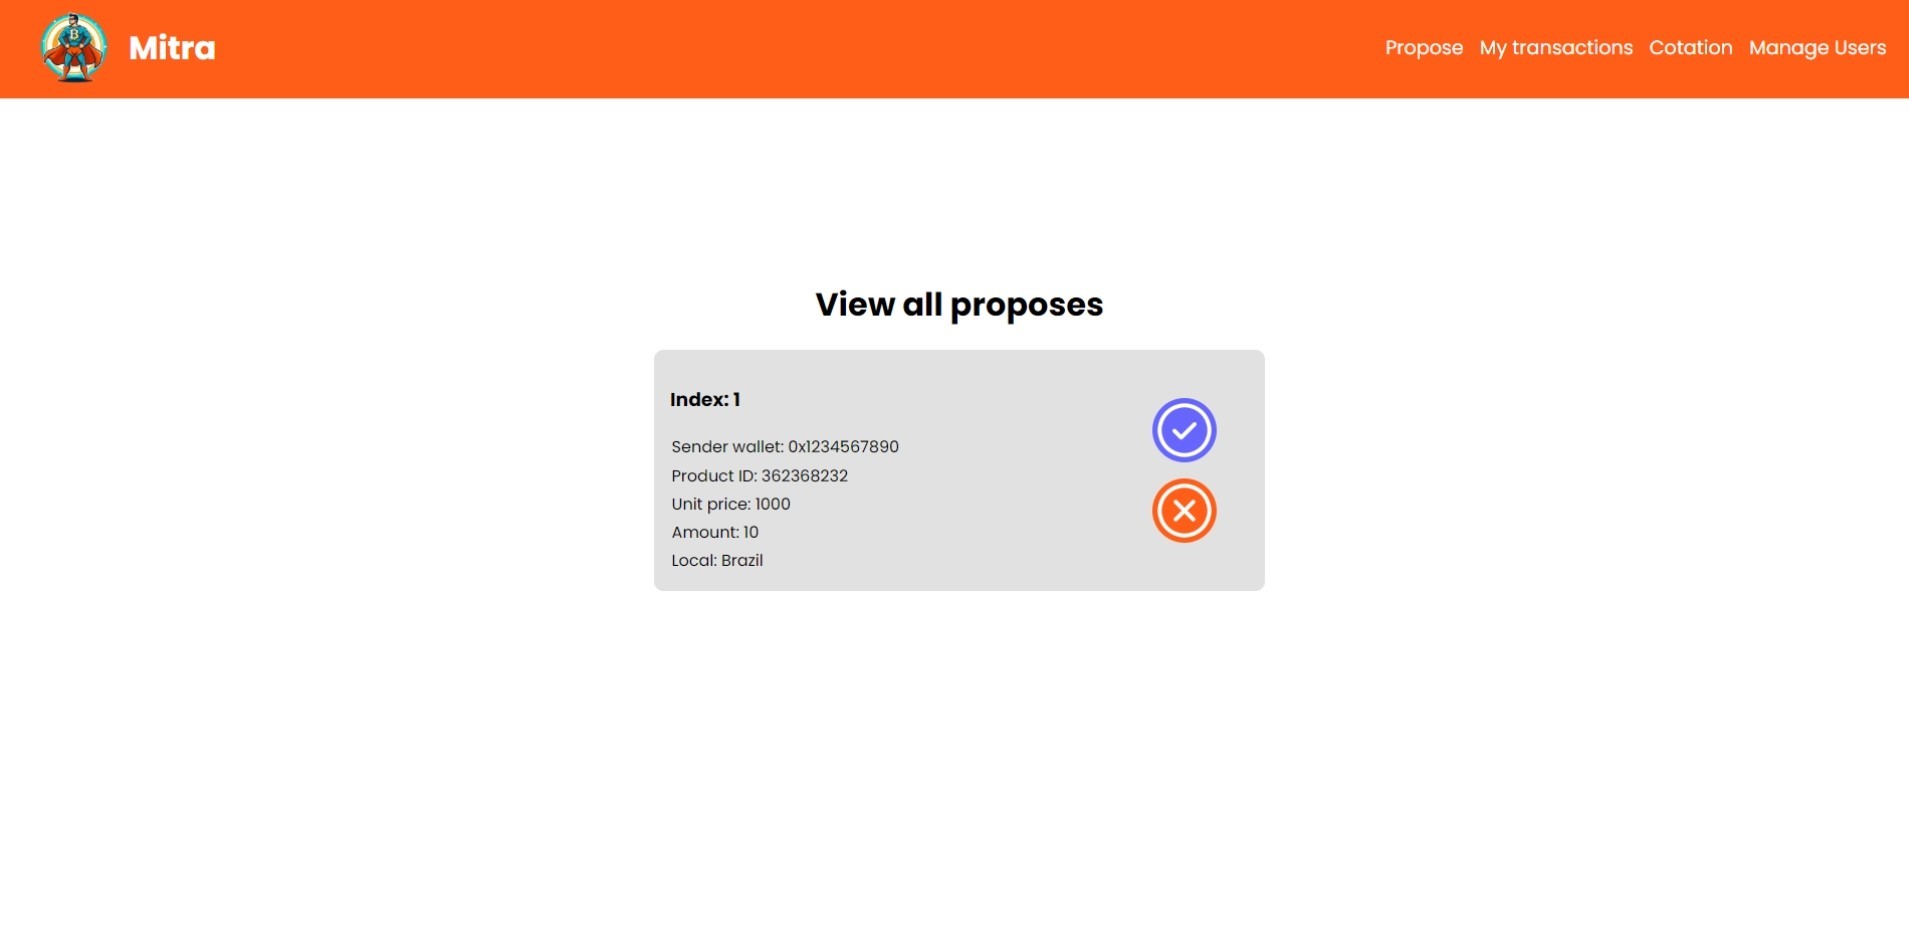 B
Mitra
Propose My transactions Cotation Manage Users
View all proposes
Index: 1
Sender wallet: 0x1234567890
Product ID: 362368232
Unit price: 1000
Amount: 10
Local: Brazil